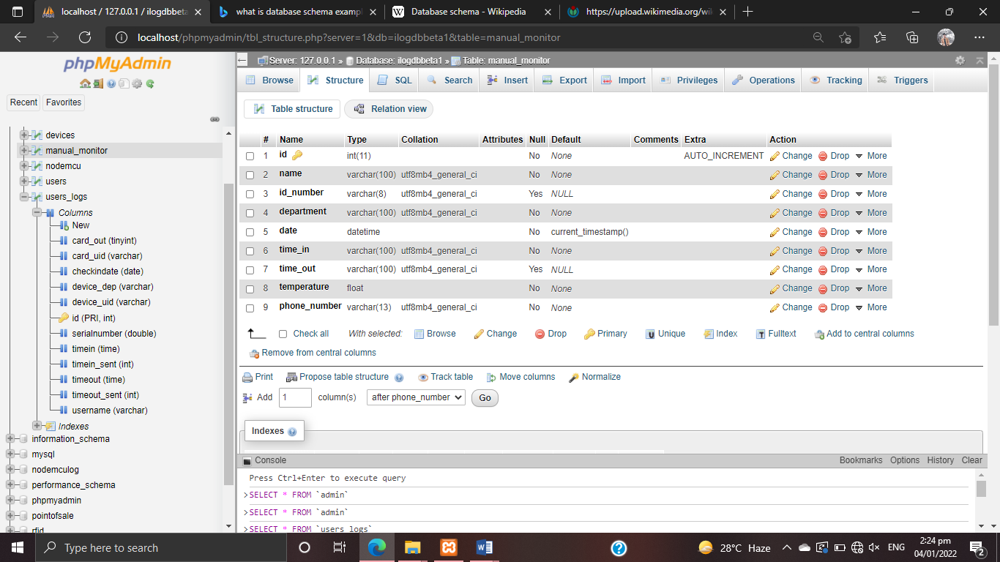 localhost / 127.0.0.1 / ilogdbbeta
what is database schema examp
Database schema - Wikipedia
https://upload.wikimedia.org/wi
localhost/phpmyadmin/tbl_structure.php?server=1&db=ilogdbbeta1&table=manual_monitor
phpMyAdmin
Recent Favorites
devices
manual_monitor
nodemcu
users
users_logs
Columns
New
card_out (tinyint)
card_uid (varchar)
checkindate (date)
device_dep (varchar)
device_uid (varchar)
id (PRI, int)
serialnumber (double)
timein (time)
timein_sent (int)
timeout (time)
timeout_sent (int)
username (varchar)
Indexes
information_schema
mysql
nodemculog
performance_schema
phpmyadmin
pointofsale
rfid
Server: 127.0.0.1 » Database: ilogdbbeta1 » Table: manual_monitor
Browse Structure SQL Search Insert Export Import Privileges Operations Tracking Triggers
Table structure Relation view
# Name Type Collation Attributes Null Default Comments Extra Action
1 id int(11) No None AUTO_INCREMENT Change Drop More
2 name varchar(100) utf8mb4_general_ci No None Change Drop More
3 id_number varchar(8) utf8mb4_general_ci Yes NULL Change Drop More
4 department varchar(100) utf8mb4_general_ci No None Change Drop More
5 date datetime No current_timestamp() Change Drop More
6 time_in varchar(100) utf8mb4_general_ci No None Change Drop More
7 time_out varchar(100) utf8mb4_general_ci Yes NULL Change Drop More
8 temperature float No None Change Drop More
9 phone_number varchar(13) utf8mb4_general_ci No None Change Drop More
Check all With selected: Browse Change Drop Primary Unique Index Fulltext Add to central columns
Remove from central columns
Print Propose table structure Track table Move columns Normalize
Add 1 column(s) after phone_number Go
Indexes
Console Bookmarks Options History Clear
Press Ctrl+Enter to execute query
>SELECT * FROM `admin`
>SELECT * FROM `admin`
>SELECT * FROM `users_logs`
Type here to search
28°C Haze
ENG
2:24 pm
04/01/2022
2